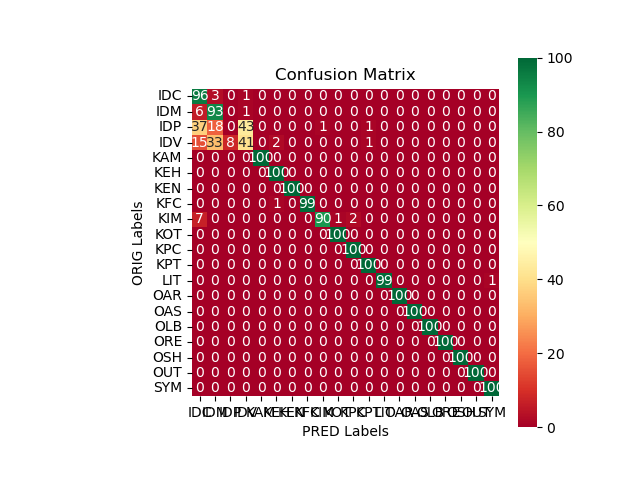 Confusion Matrix
IDC 96 3 0 1 0 0 0 0 0 0 0 0 0 0 0 0 0 0 0 0
IDM 6 93 0 1 0 0 0 0 0 0 0 0 0 0 0 0 0 0 0 0
IDP 37 18 0 43 0 0 0 0 1 0 0 1 0 0 0 0 0 0 0 0
IDV 15 33 8 41 0 2 0 0 0 0 0 1 0 0 0 0 0 0 0 0
KAM 0 0 0 0 100 0 0 0 0 0 0 0 0 0 0 0 0 0 0 0
KEH 0 0 0 0 0 100 0 0 0 0 0 0 0 0 0 0 0 0 0 0
KEN 0 0 0 0 0 0 100 0 0 0 0 0 0 0 0 0 0 0 0 0
KFC 0 0 0 0 0 1 0 99 0 0 0 0 0 0 0 0 0 0 0 0
KIM 7 0 0 0 0 0 0 0 90 1 2 0 0 0 0 0 0 0 0 0
KOT 0 0 0 0 0 0 0 0 0 100 0 0 0 0 0 0 0 0 0 0
KPC 0 0 0 0 0 0 0 0 0 0 100 0 0 0 0 0 0 0 0 0
KPT 0 0 0 0 0 0 0 0 0 0 0 100 0 0 0 0 0 0 0 0
LIT 0 0 0 0 0 0 0 0 0 0 0 0 99 0 0 0 0 0 0 1
OAR 0 0 0 0 0 0 0 0 0 0 0 0 0 100 0 0 0 0 0 0
OAS 0 0 0 0 0 0 0 0 0 0 0 0 0 0 100 0 0 0 0 0
OLB 0 0 0 0 0 0 0 0 0 0 0 0 0 0 0 100 0 0 0 0
ORE 0 0 0 0 0 0 0 0 0 0 0 0 0 0 0 0 100 0 0 0
OSH 0 0 0 0 0 0 0 0 0 0 0 0 0 0 0 0 0 100 0 0
OUT 0 0 0 0 0 0 0 0 0 0 0 0 0 0 0 0 0 0 100 0
SYM 0 0 0 0 0 0 0 0 0 0 0 0 0 0 0 0 0 0 0 100
IDC IDM IDP IDV KAM KEH KEN KFC KIM KOT KPC KPT LIT OAR OAS OLB ORE OSH OUT SYM
PRED Labels
ORIG Labels
100
80
60
40
20
0